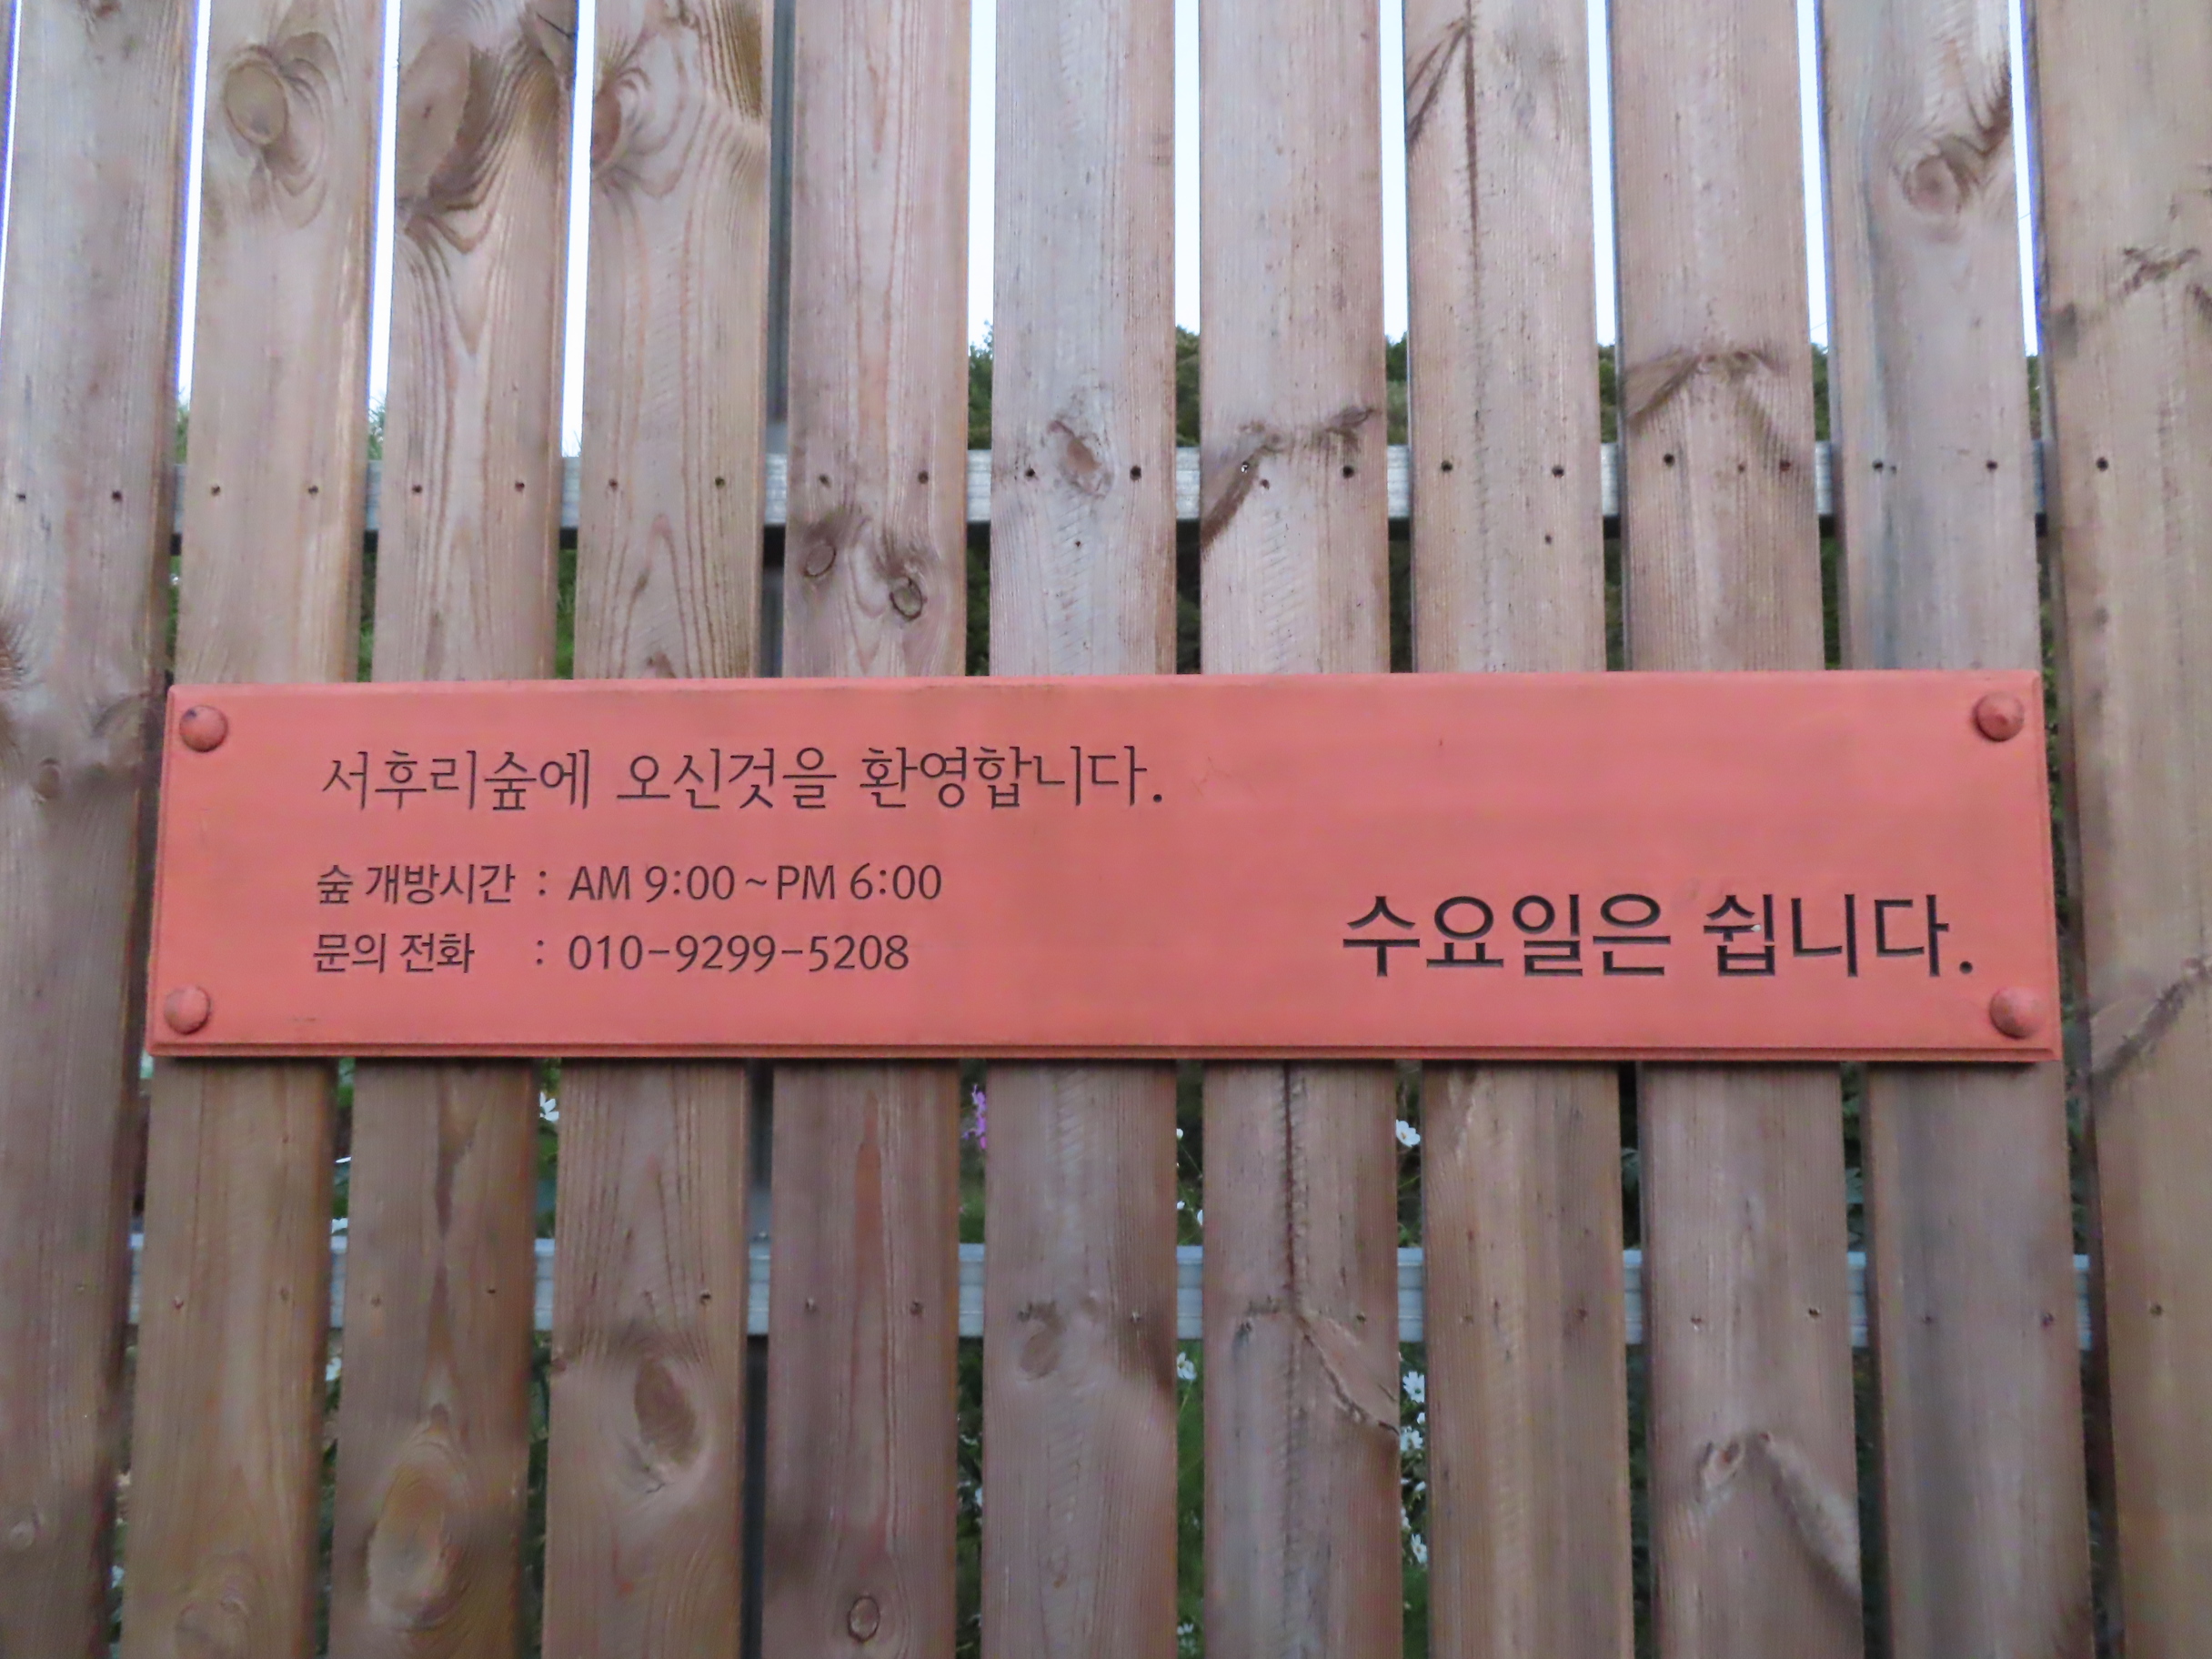 서후리숲에 오신것을 환영합니다.
숲 개방시간 : AM 9:00~PM 6:00
문의 전화 : 010-9299-5208
수요일은 쉽니다.